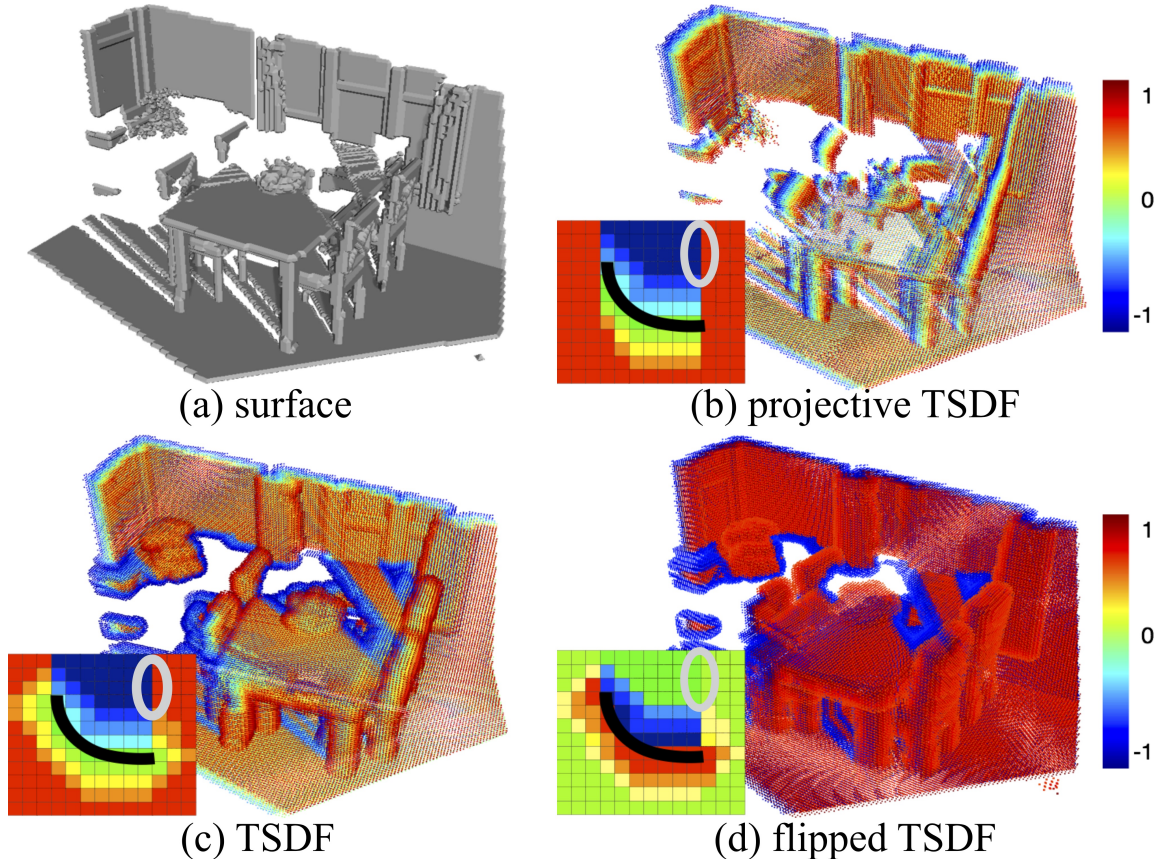 1
0
-1
(a) surface
(b) projective TSDF
1
0
-1
(c) TSDF
(d) flipped TSDF